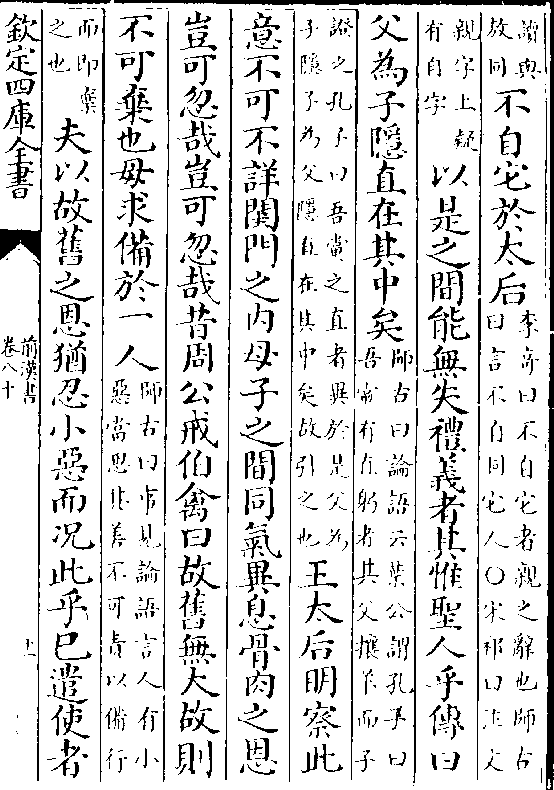 讀與
故同
不自它於太后
李奇曰不自它者親之辭也師古
曰言不自同它人○宋祁曰注文
親字上疑
有自字
以是之間能無失禮義者其惟聖人乎傳曰
父為子隱直在其中矣
師古曰論語云葉公謂孔子曰
吾黨有直躬者其父攘羊而子
證之孔子曰吾黨之直者異於是父為
子隱子為父隱直在其中矣故引之也
王太后明察此
意不可不詳閨門之內母子之間同氣異息骨肉之恩
豈可忽哉豈可忽哉昔周公戒伯禽曰故舊無大故則
不可棄也毋求備於一人
師古曰事見論語言人有小
惡當思其善不可責以備行
而即棄
之也
夫以故舊之恩猶忍小惡而况此乎已遣使者
欽定四庫全書
前漢書
卷八十
十一